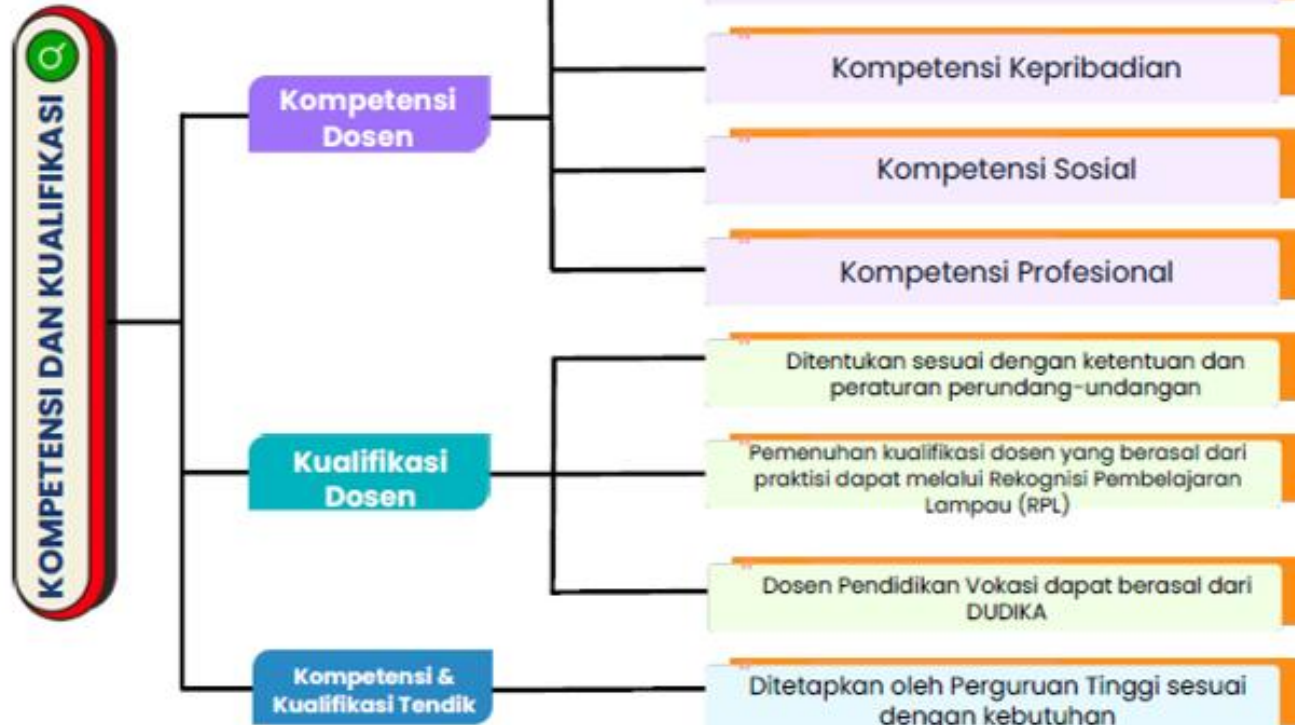 KOMPETENSI DAN KUALIFIKASI
Kompetensi
Dosen
Kompetensi Kepribadian
Kompetensi Sosial
Kompetensi Profesional
Kualifikasi
Dosen
Ditentukan sesuai dengan ketentuan dan
peraturan perundang-undangan
Pemenuhan kualifikasi dosen yang berasal dari
praktisi dapat melalui Rekognisi Pembelajaran
Lampau (RPL)
Dosen Pendidikan Vokasi dapat berasal dari
DUDIKA
Kompetensi &
Kualifikasi Tendik
Ditetapkan oleh Perguruan Tinggi sesuai
dengan kebutuhan